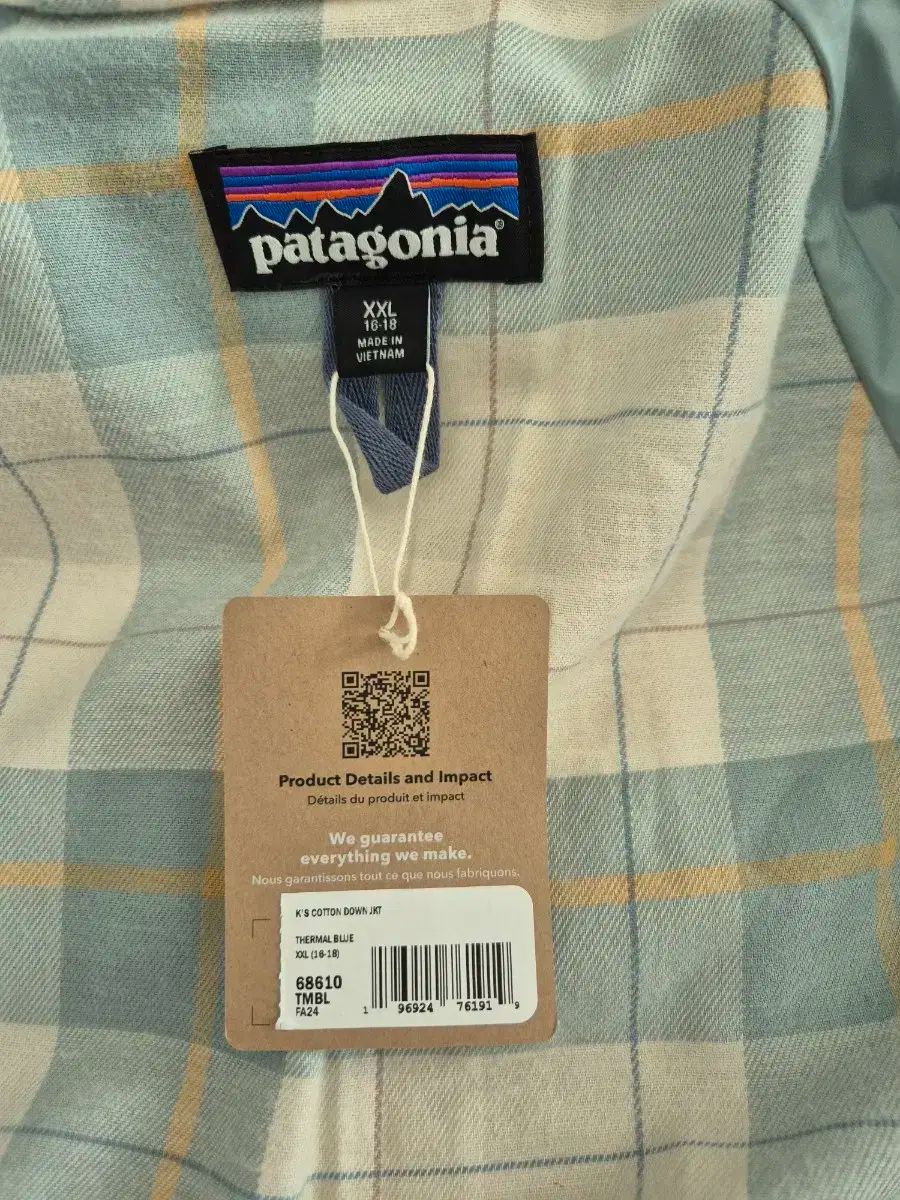 patagonia®
XXL
16-18
MADE IN
VIETNAM
Product Details and Impact
Détails du produit et impact
We guarantee
everything we make.
Nous garantissons tout ce que nous fabriquons.
K'S COTTON DOWN JKT
THERMAL BLUE
XXL (16-18)
68610
TMBL
FA24
1 96924 76191 9